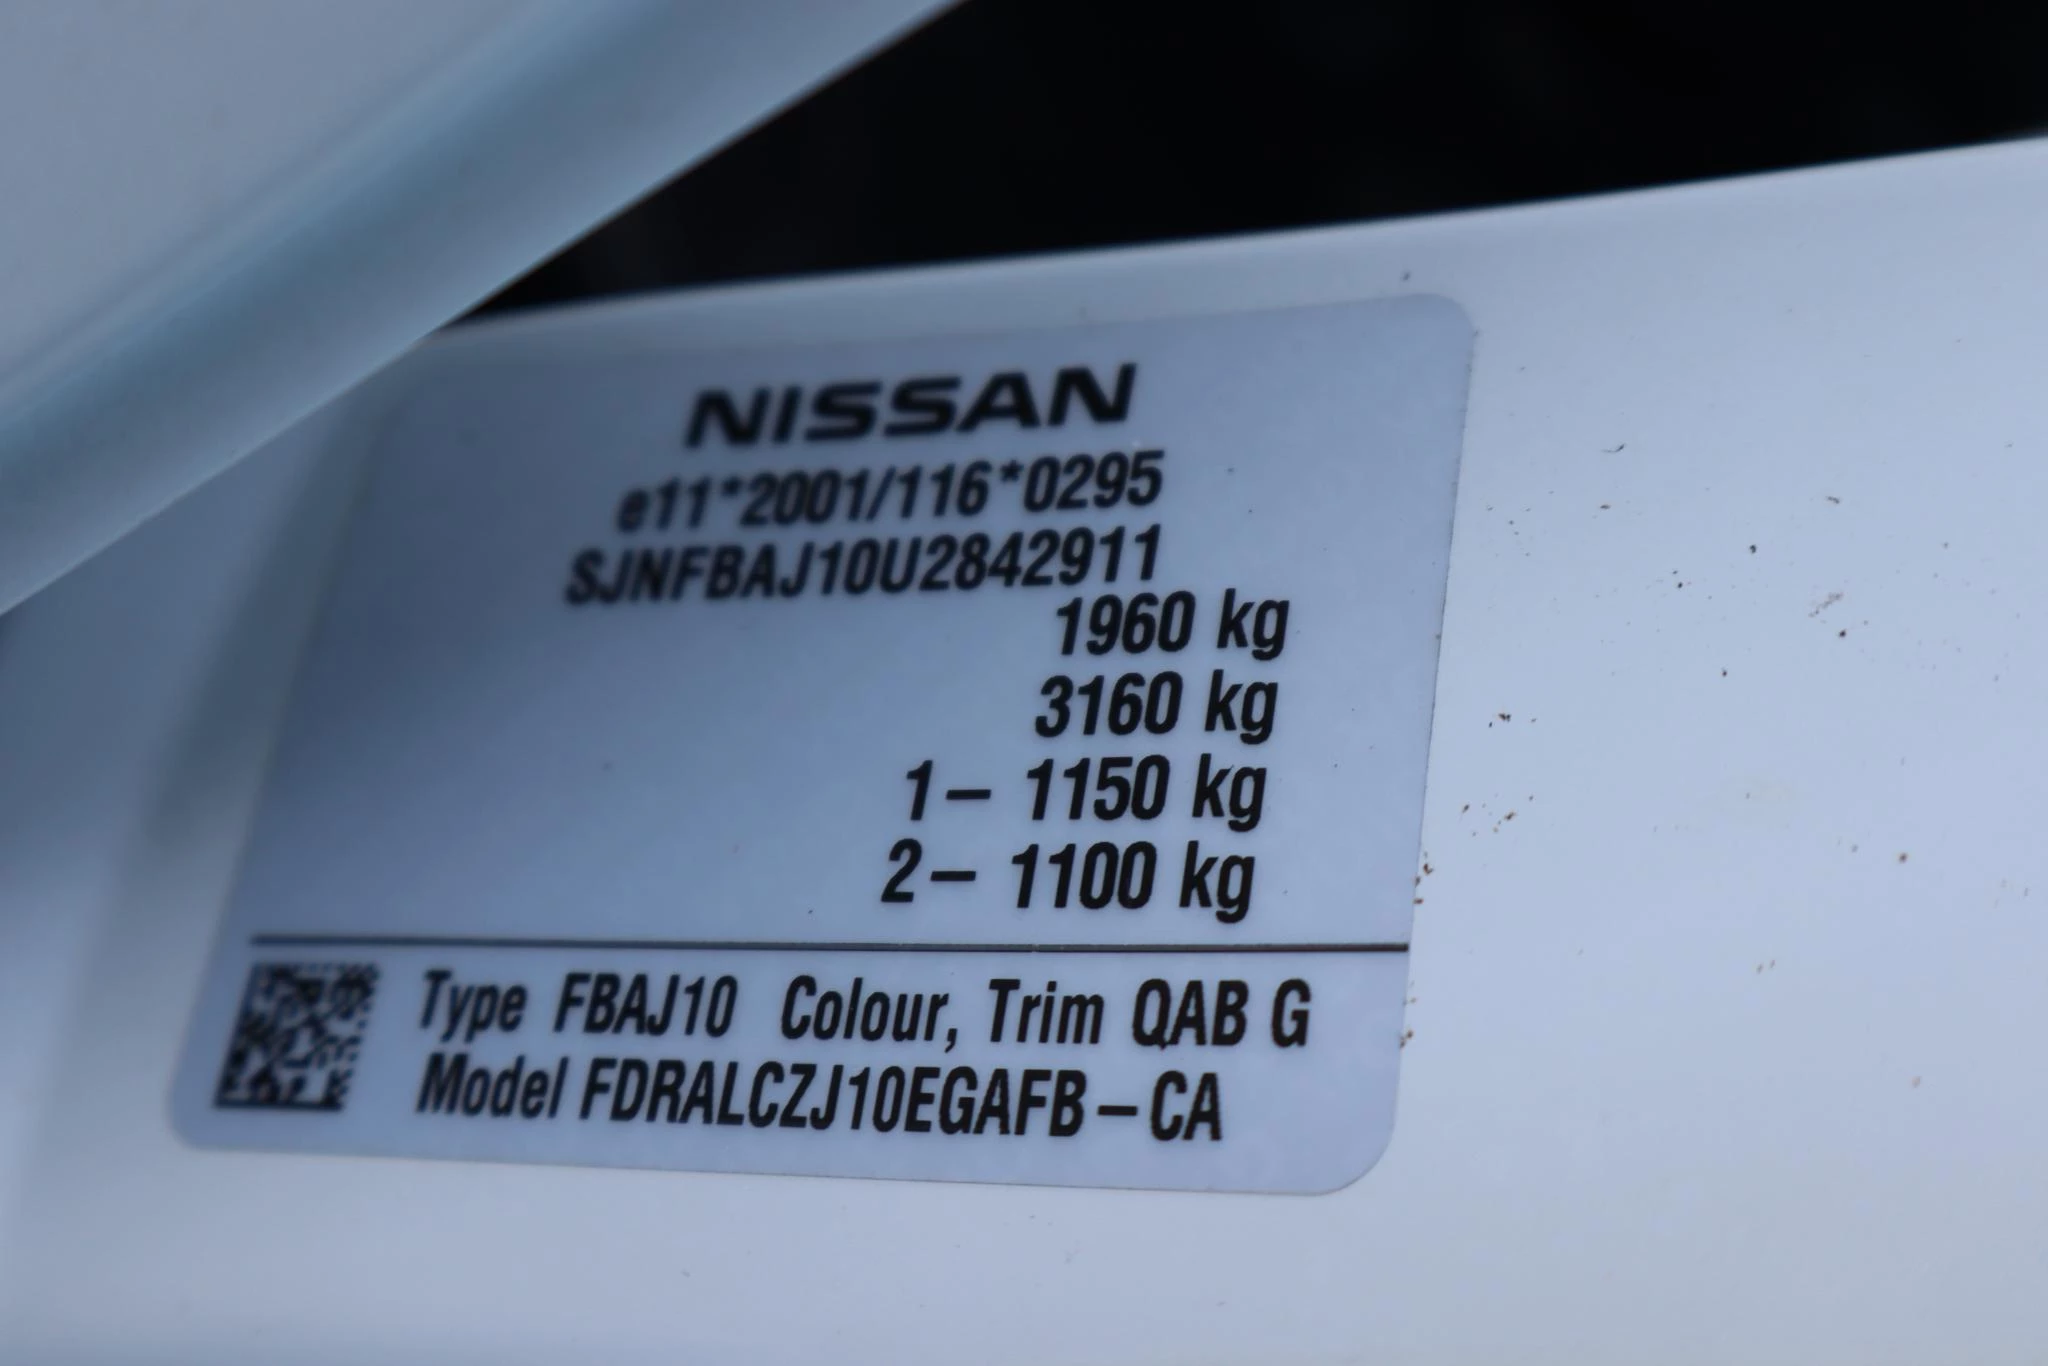 NISSAN
e11*2001/116*0295
SJNFBAJ10U2842911
1960 kg
3160 kg
1– 1150 kg
2– 1100 kg
Type FBAJ10 Colour, Trim QAB G
Model FDRALCZJ10EGAFB–CA